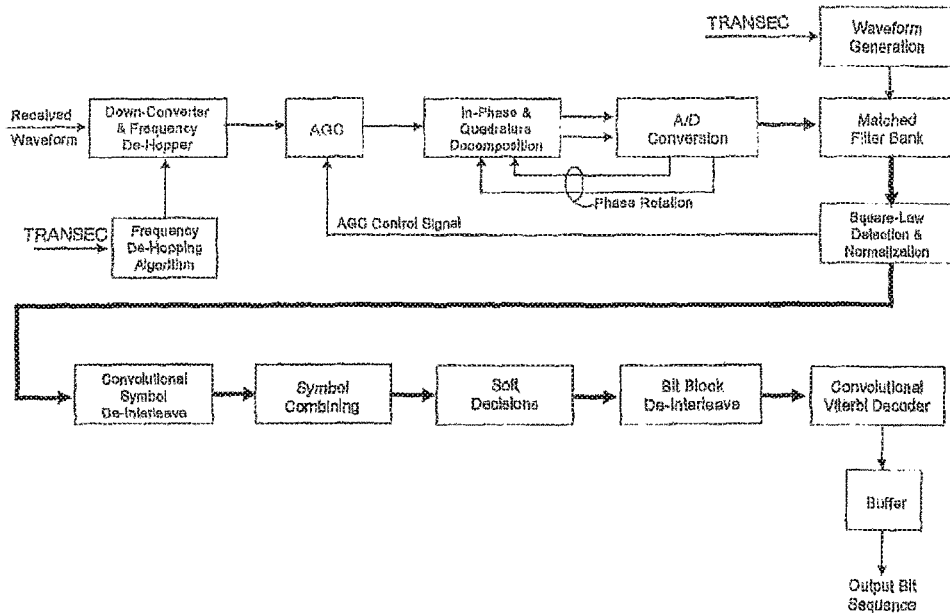 TRANSEC
Waveform
Generation
Received
Waveform
Down-Converter
& Frequency
De-Hopper
AGC
In-Phase &
Quadrature
Decomposition
A/D
Conversion
Matched
Filter Bank
Phase Rotation
TRANSEC
Frequency
De-Hopping
Algorithm
AGC Control Signal
Square-Law
Detection &
Normalization
Convolutional
Symbol
De-Interleave
Symbol
Combining
Soft
Decisions
Bit Block
De-Interleave
Convolutional
Viterbi Decoder
Buffer
Output Bit
Sequence